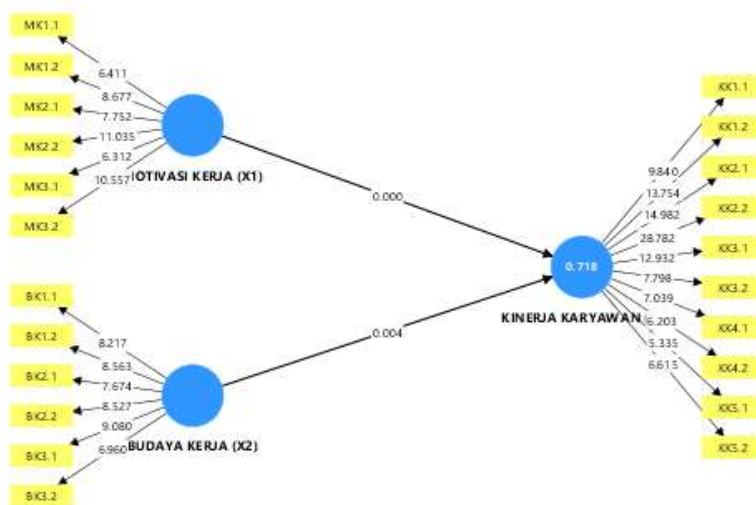 MK1.1
MK1.2
MK2.1
MK2.2
MK3.1
MK3.2
6.411
8.677
7.752
11.035
6.312
10.557
OTIVASI KERJA (X1)
BK1.1
BK1.2
BK2.1
BK2.2
BK3.1
BK3.2
8.217
8.563
7.674
8.527
9.080
6.960
BUDAYA KERJA (X2)
0.000
0.004
0.718
KINERJA KARYAWAN
9.840
13.754
14.982
28.782
12.932
7.798
7.039
6.203
5.335
6.615
KK1.1
KK1.2
KK2.1
KK2.2
KK3.1
KK3.2
KK4.1
KK4.2
KK5.1
KK5.2